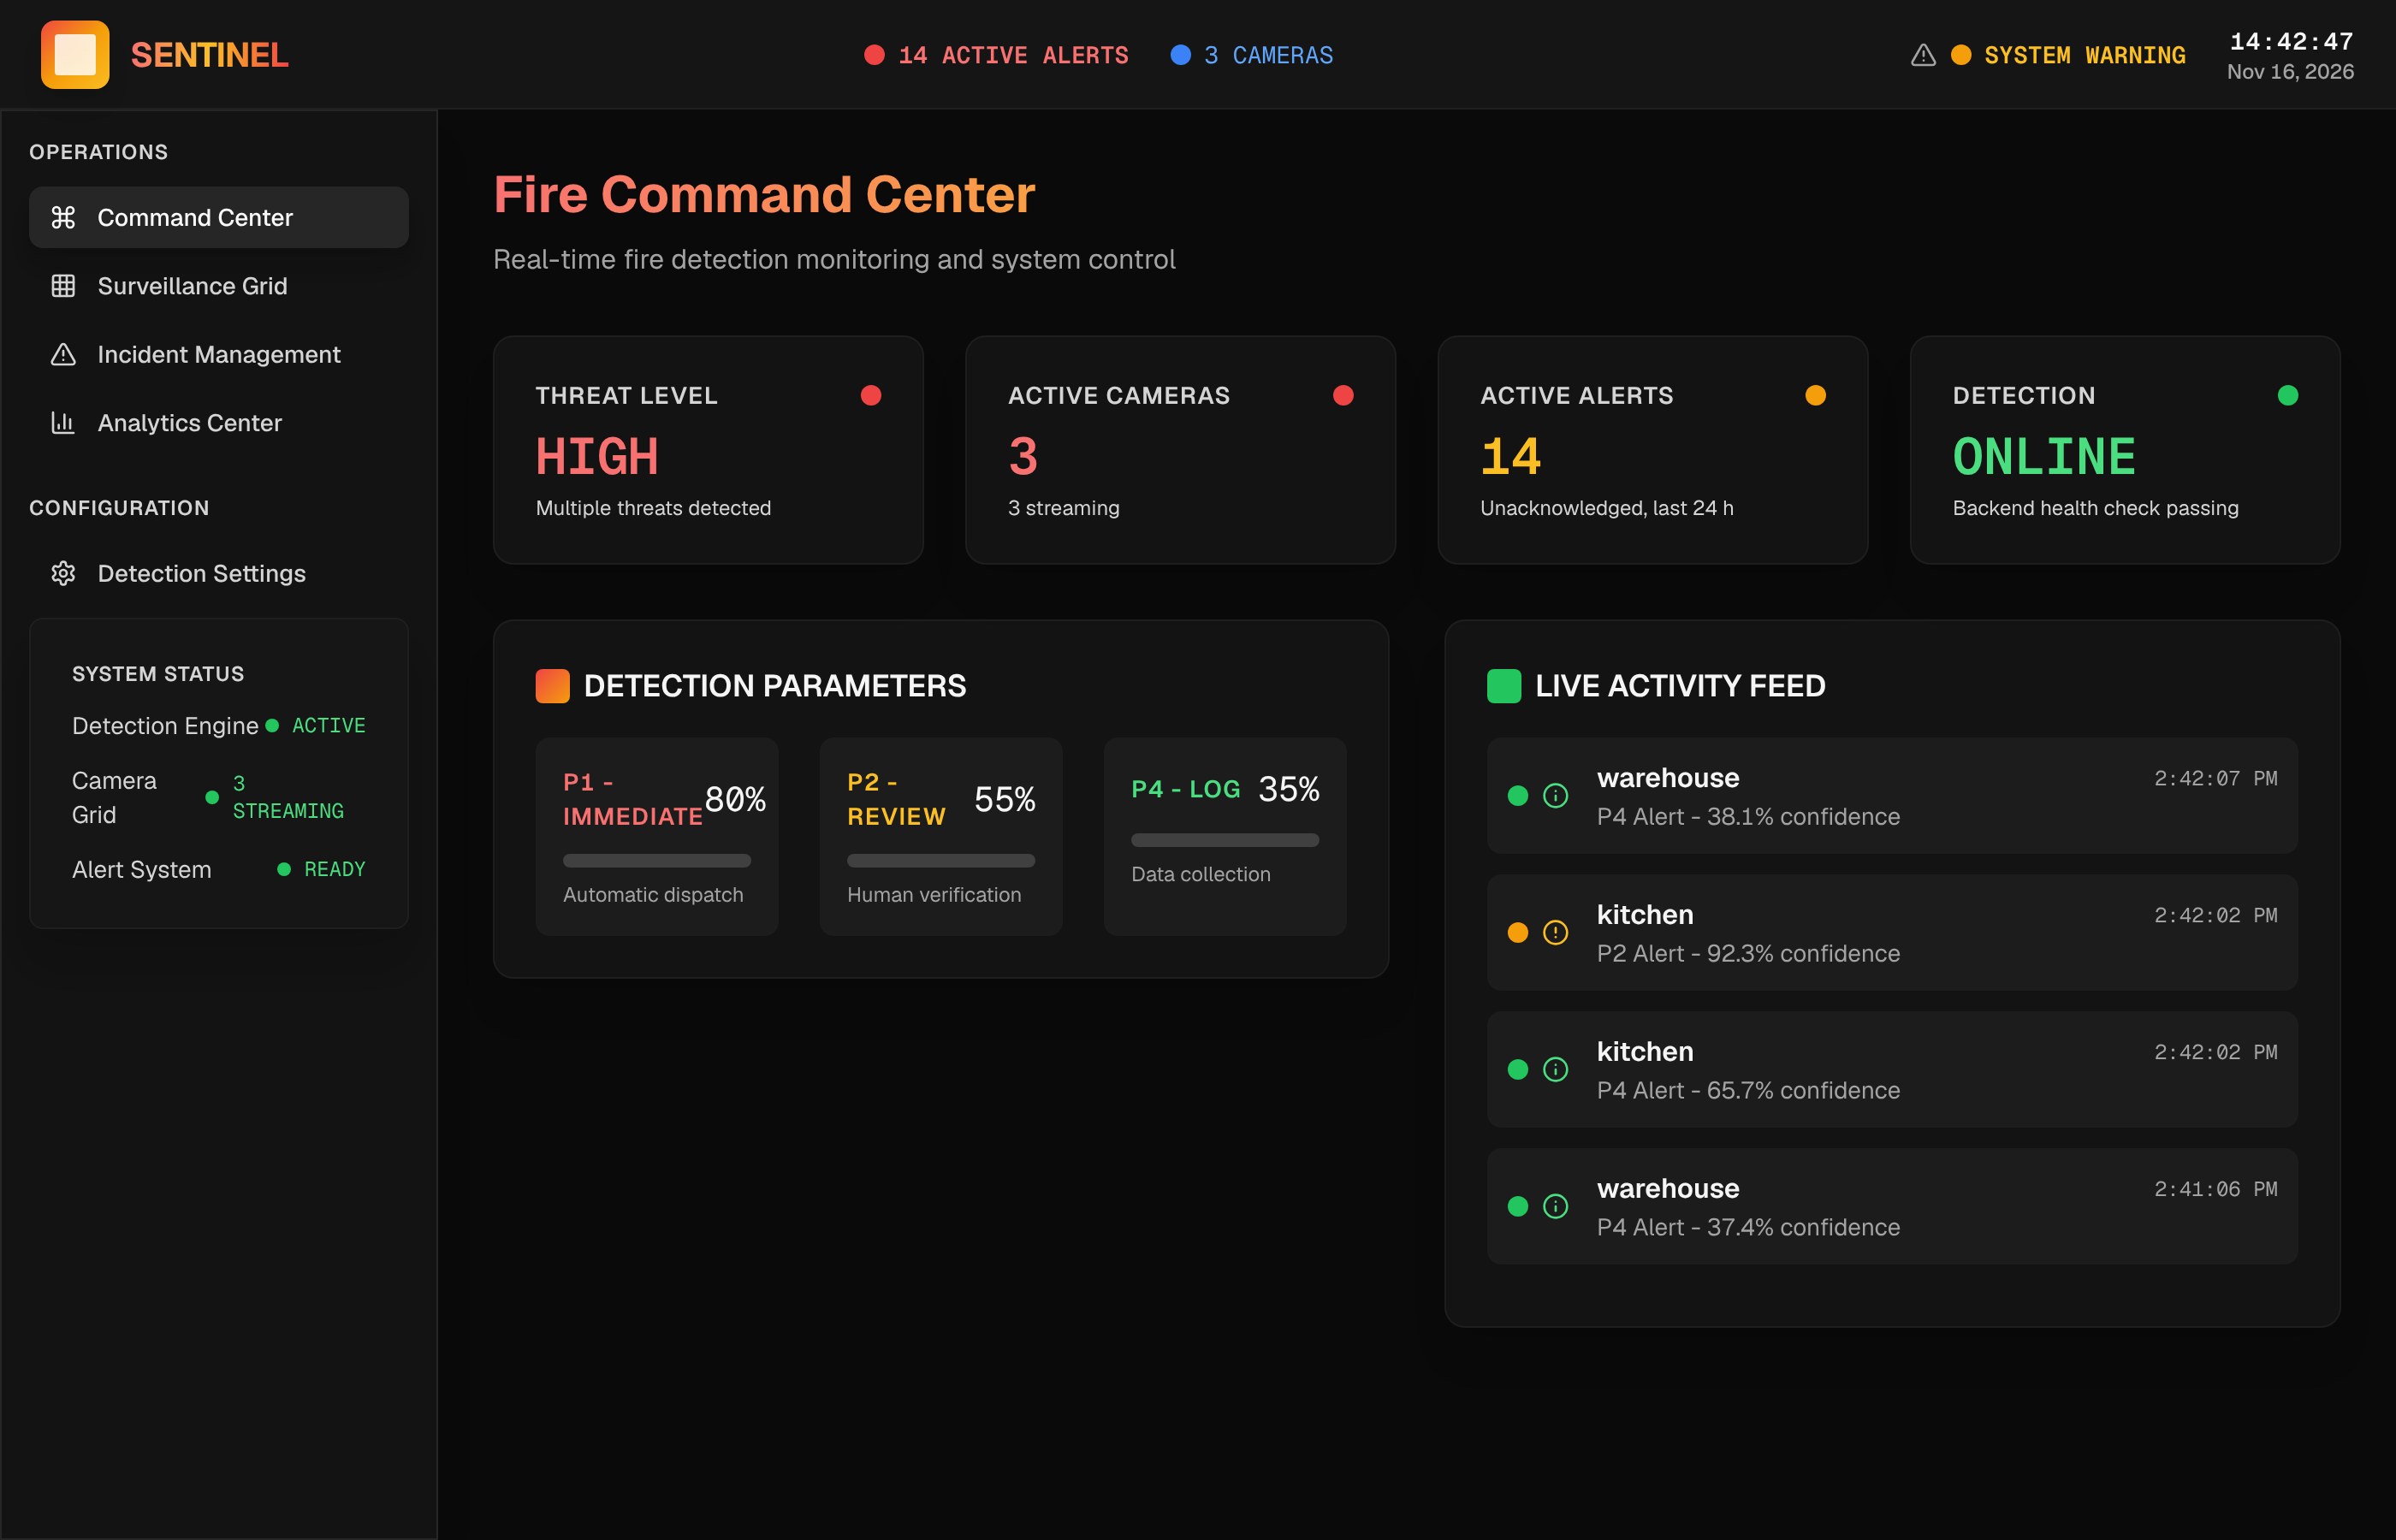 SENTINEL
14 ACTIVE ALERTS
3 CAMERAS
SYSTEM WARNING
14:42:47
Nov 16, 2026
OPERATIONS
Command Center
Surveillance Grid
Incident Management
Analytics Center
CONFIGURATION
Detection Settings
SYSTEM STATUS
Detection Engine ACTIVE
Camera
Grid
3
STREAMING
Alert System READY
Fire Command Center
Real-time fire detection monitoring and system control
THREAT LEVEL
HIGH
Multiple threats detected
ACTIVE CAMERAS
3
3 streaming
ACTIVE ALERTS
14
Unacknowledged, last 24 h
DETECTION
ONLINE
Backend health check passing
DETECTION PARAMETERS
P1 -
IMMEDIATE
80%
Automatic dispatch
P2 -
REVIEW
55%
Human verification
P4 - LOG
35%
Data collection
LIVE ACTIVITY FEED
warehouse
2:42:07 PM
P4 Alert - 38.1% confidence
kitchen
2:42:02 PM
P2 Alert - 92.3% confidence
kitchen
2:42:02 PM
P4 Alert - 65.7% confidence
warehouse
2:41:06 PM
P4 Alert - 37.4% confidence